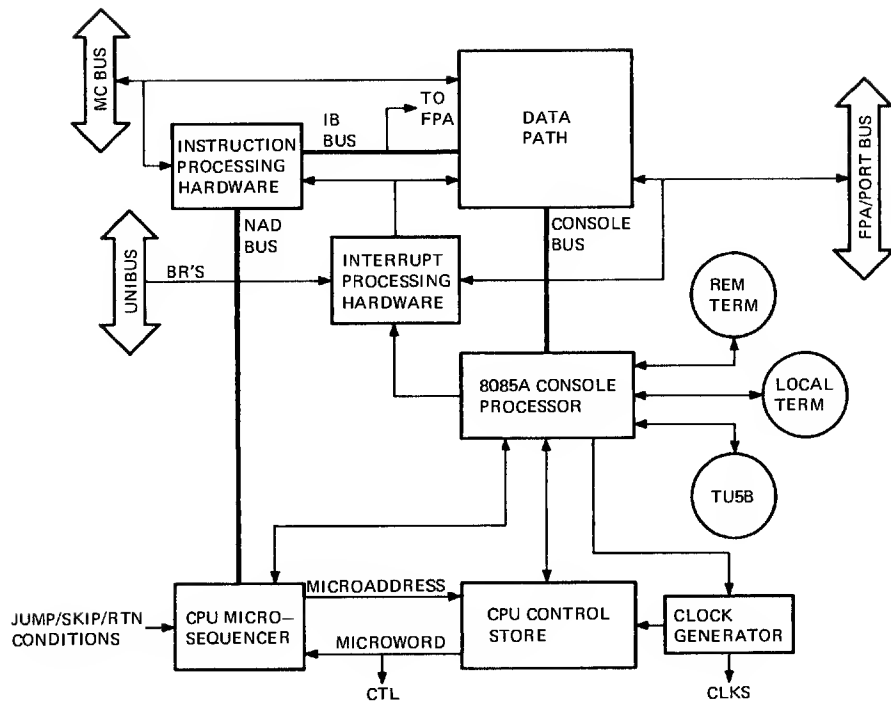 MC BUS
TO
FPA
IB
BUS
DATA
PATH
INSTRUCTION
PROCESSING
HARDWARE
FPA/PORT BUS
NAD
BUS
CONSOLE
BUS
UNIBUS
BR'S
INTERRUPT
PROCESSING
HARDWARE
REM
TERM
8085A CONSOLE
PROCESSOR
LOCAL
TERM
TU5B
MICROADDRESS
JUMP/SKIP/RTN
CONDITIONS
CPU MICRO–
SEQUENCER
CPU CONTROL
STORE
CLOCK
GENERATOR
MICROWORD
CTL
CLKS